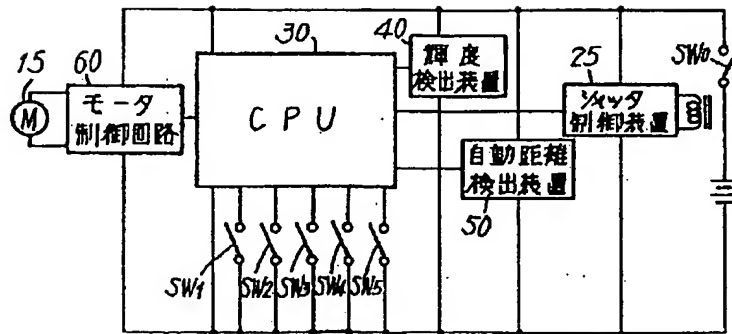 30
40
輝度
検出装置
SW0
15
60
M
モータ
制御回路
CPU
25
シャッタ
制御装置
自動距離
検出装置
50
SW1
SW2
SW3
SW4
SW5